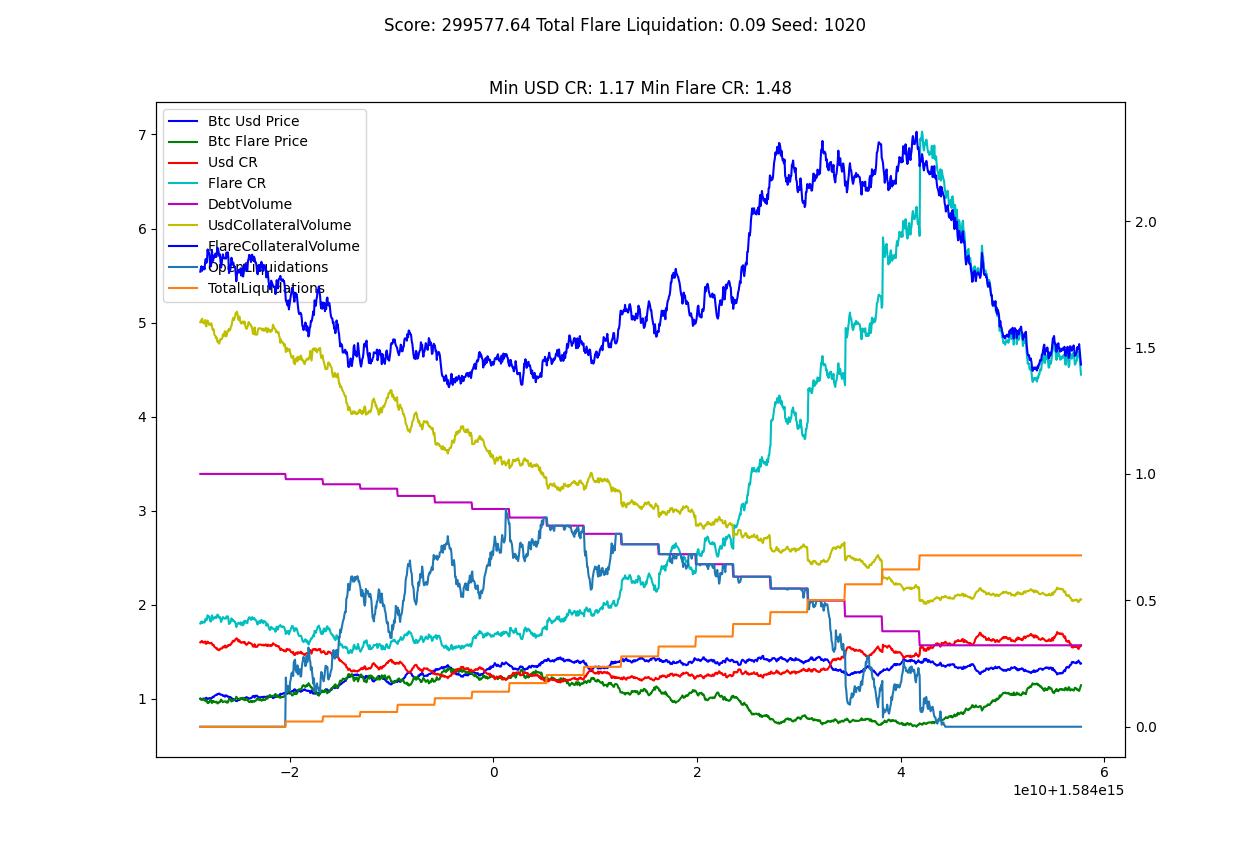 Score: 299577.64 Total Flare Liquidation: 0.09 Seed: 1020
Min USD CR: 1.17 Min Flare CR: 1.48
Btc Usd Price
Btc Flare Price
Usd CR
Flare CR
DebtVolume
UsdCollateralVolume
FlareCollateralVolume
OpenLiquidations
TotalLiquidations
7
6
5
4
3
2
1
2.0
1.5
1.0
0.5
0.0
−2
0
2
4
6
1e10+1.584e15